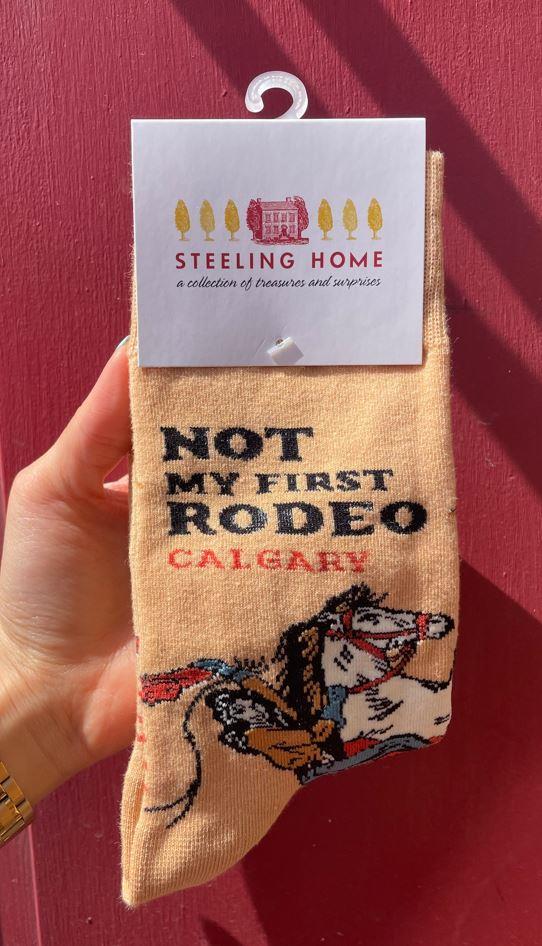 STEELING HOME
a collection of treasures and surprises
NOT
MY FIRST
RODEO
CALGARY